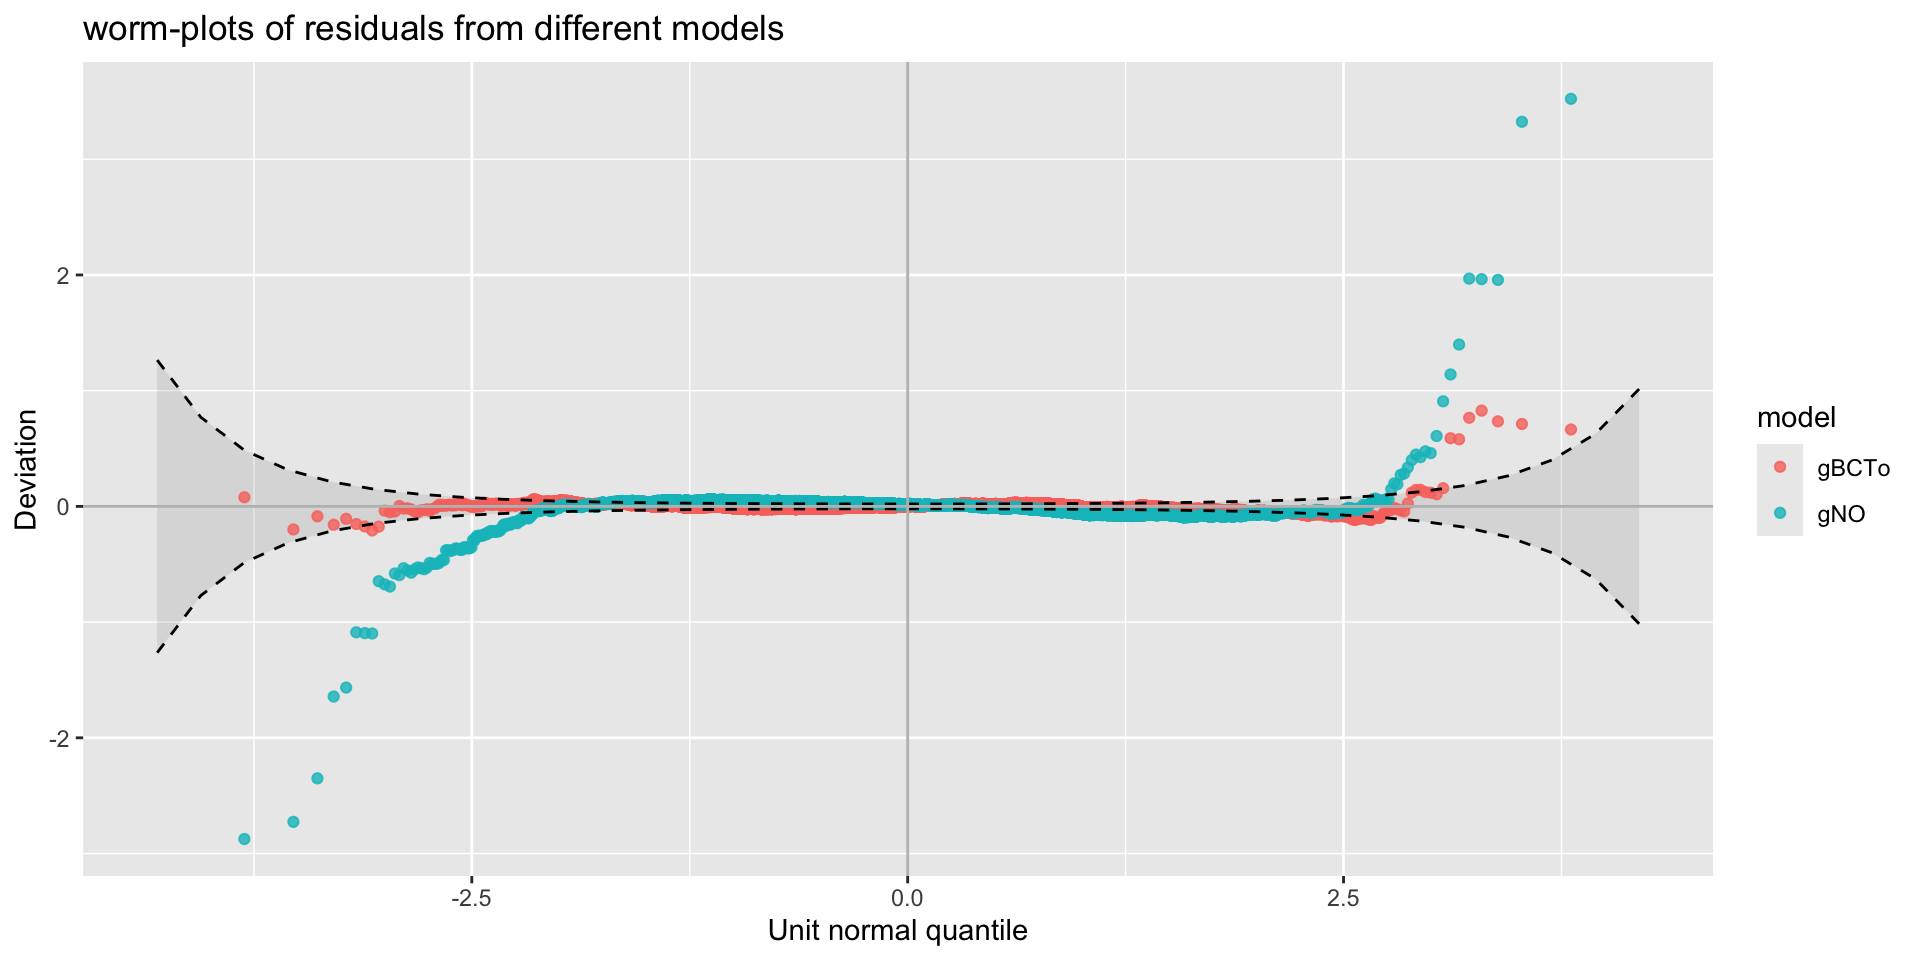 worm-plots of residuals from different models
Deviation
2
0
-2
-2.5
0.0
2.5
Unit normal quantile
model
gBCTo
gNO